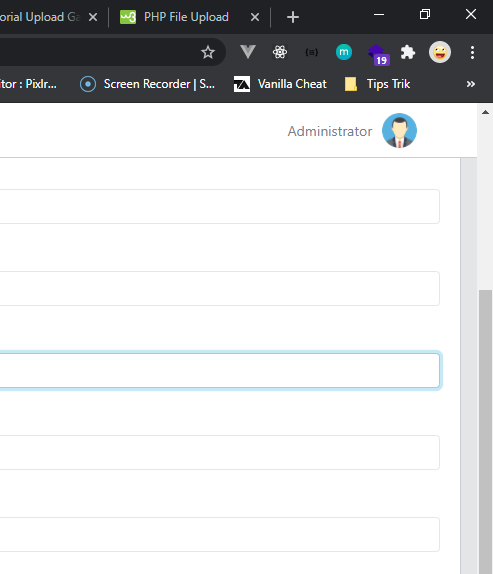 orial Upload Ga
PHP File Upload
m
19
itor : Pixlr...
Screen Recorder | S...
Vanilla Cheat
Tips Trik
»
Administrator